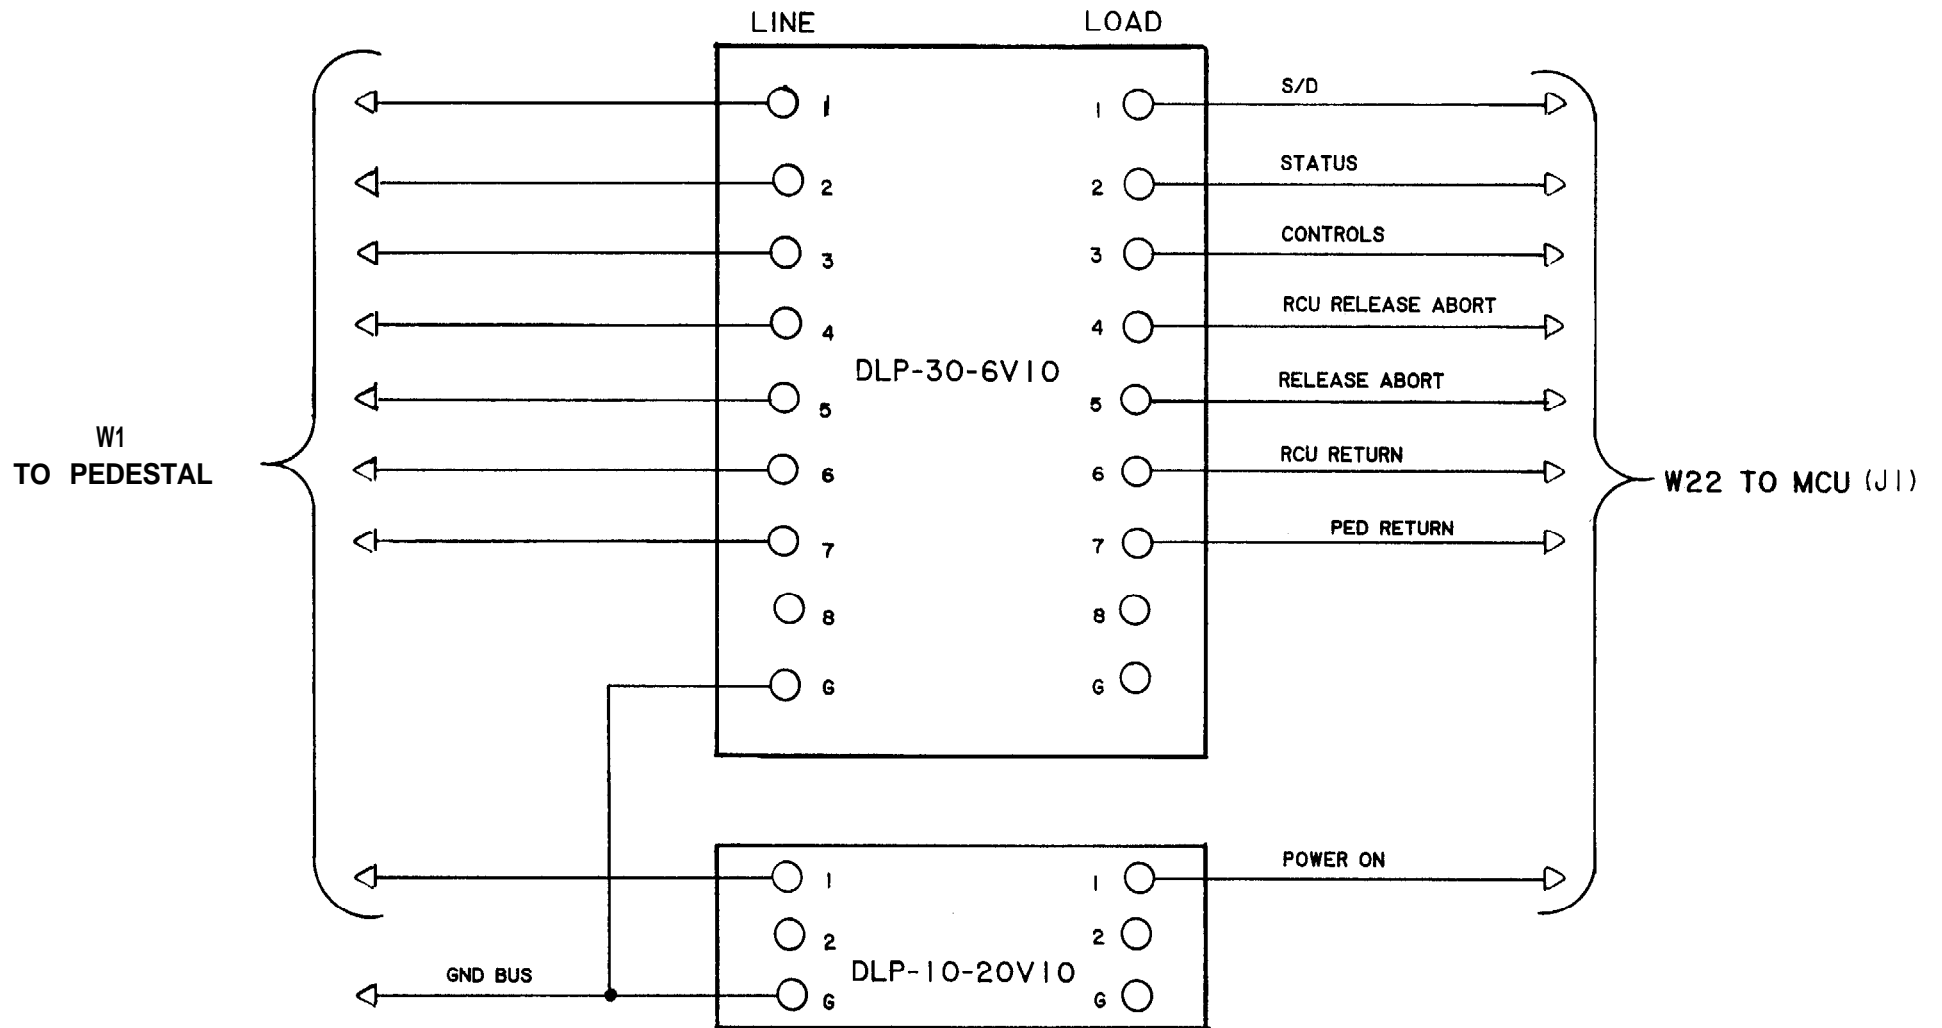 LINE LOAD
1 1 S/D
2 2 STATUS
3 3 CONTROLS
4 4 RCU RELEASE ABORT
DLP-30-6V10
5 5 RELEASE ABORT
W1
TO PEDESTAL
6 6 RCU RETURN
W22 TO MCU (J1)
7 7 PED RETURN
8 8
G G
1 1 POWER ON
2 2
DLP-10-20V10
GND BUS
G G